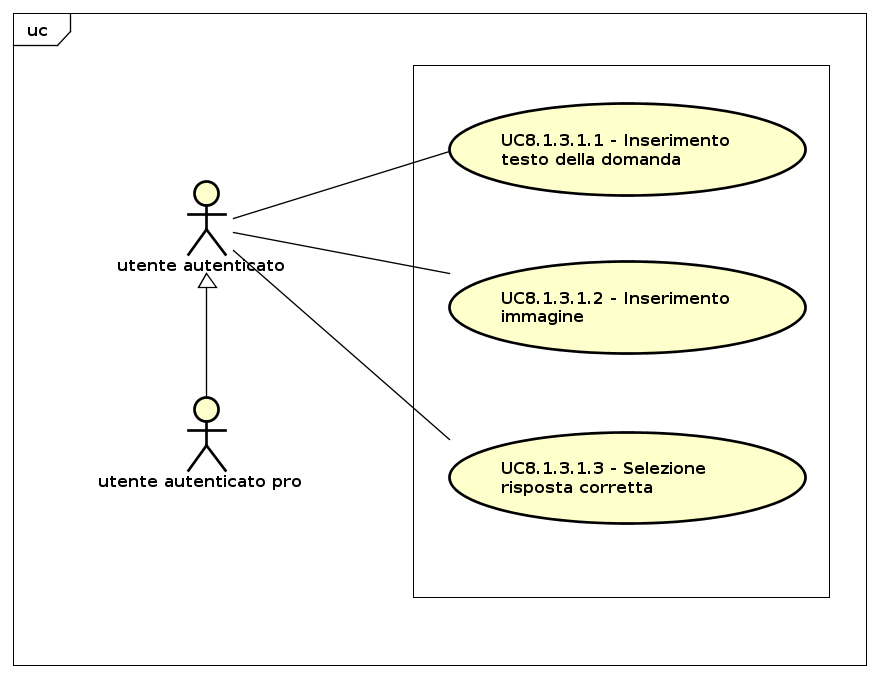 uc
UC8.1.3.1.1 - Inserimento
testo della domanda
utente autenticato
UC8.1.3.1.2 - Inserimento
immagine
UC8.1.3.1.3 - Selezione
risposta corretta
utente autenticato pro